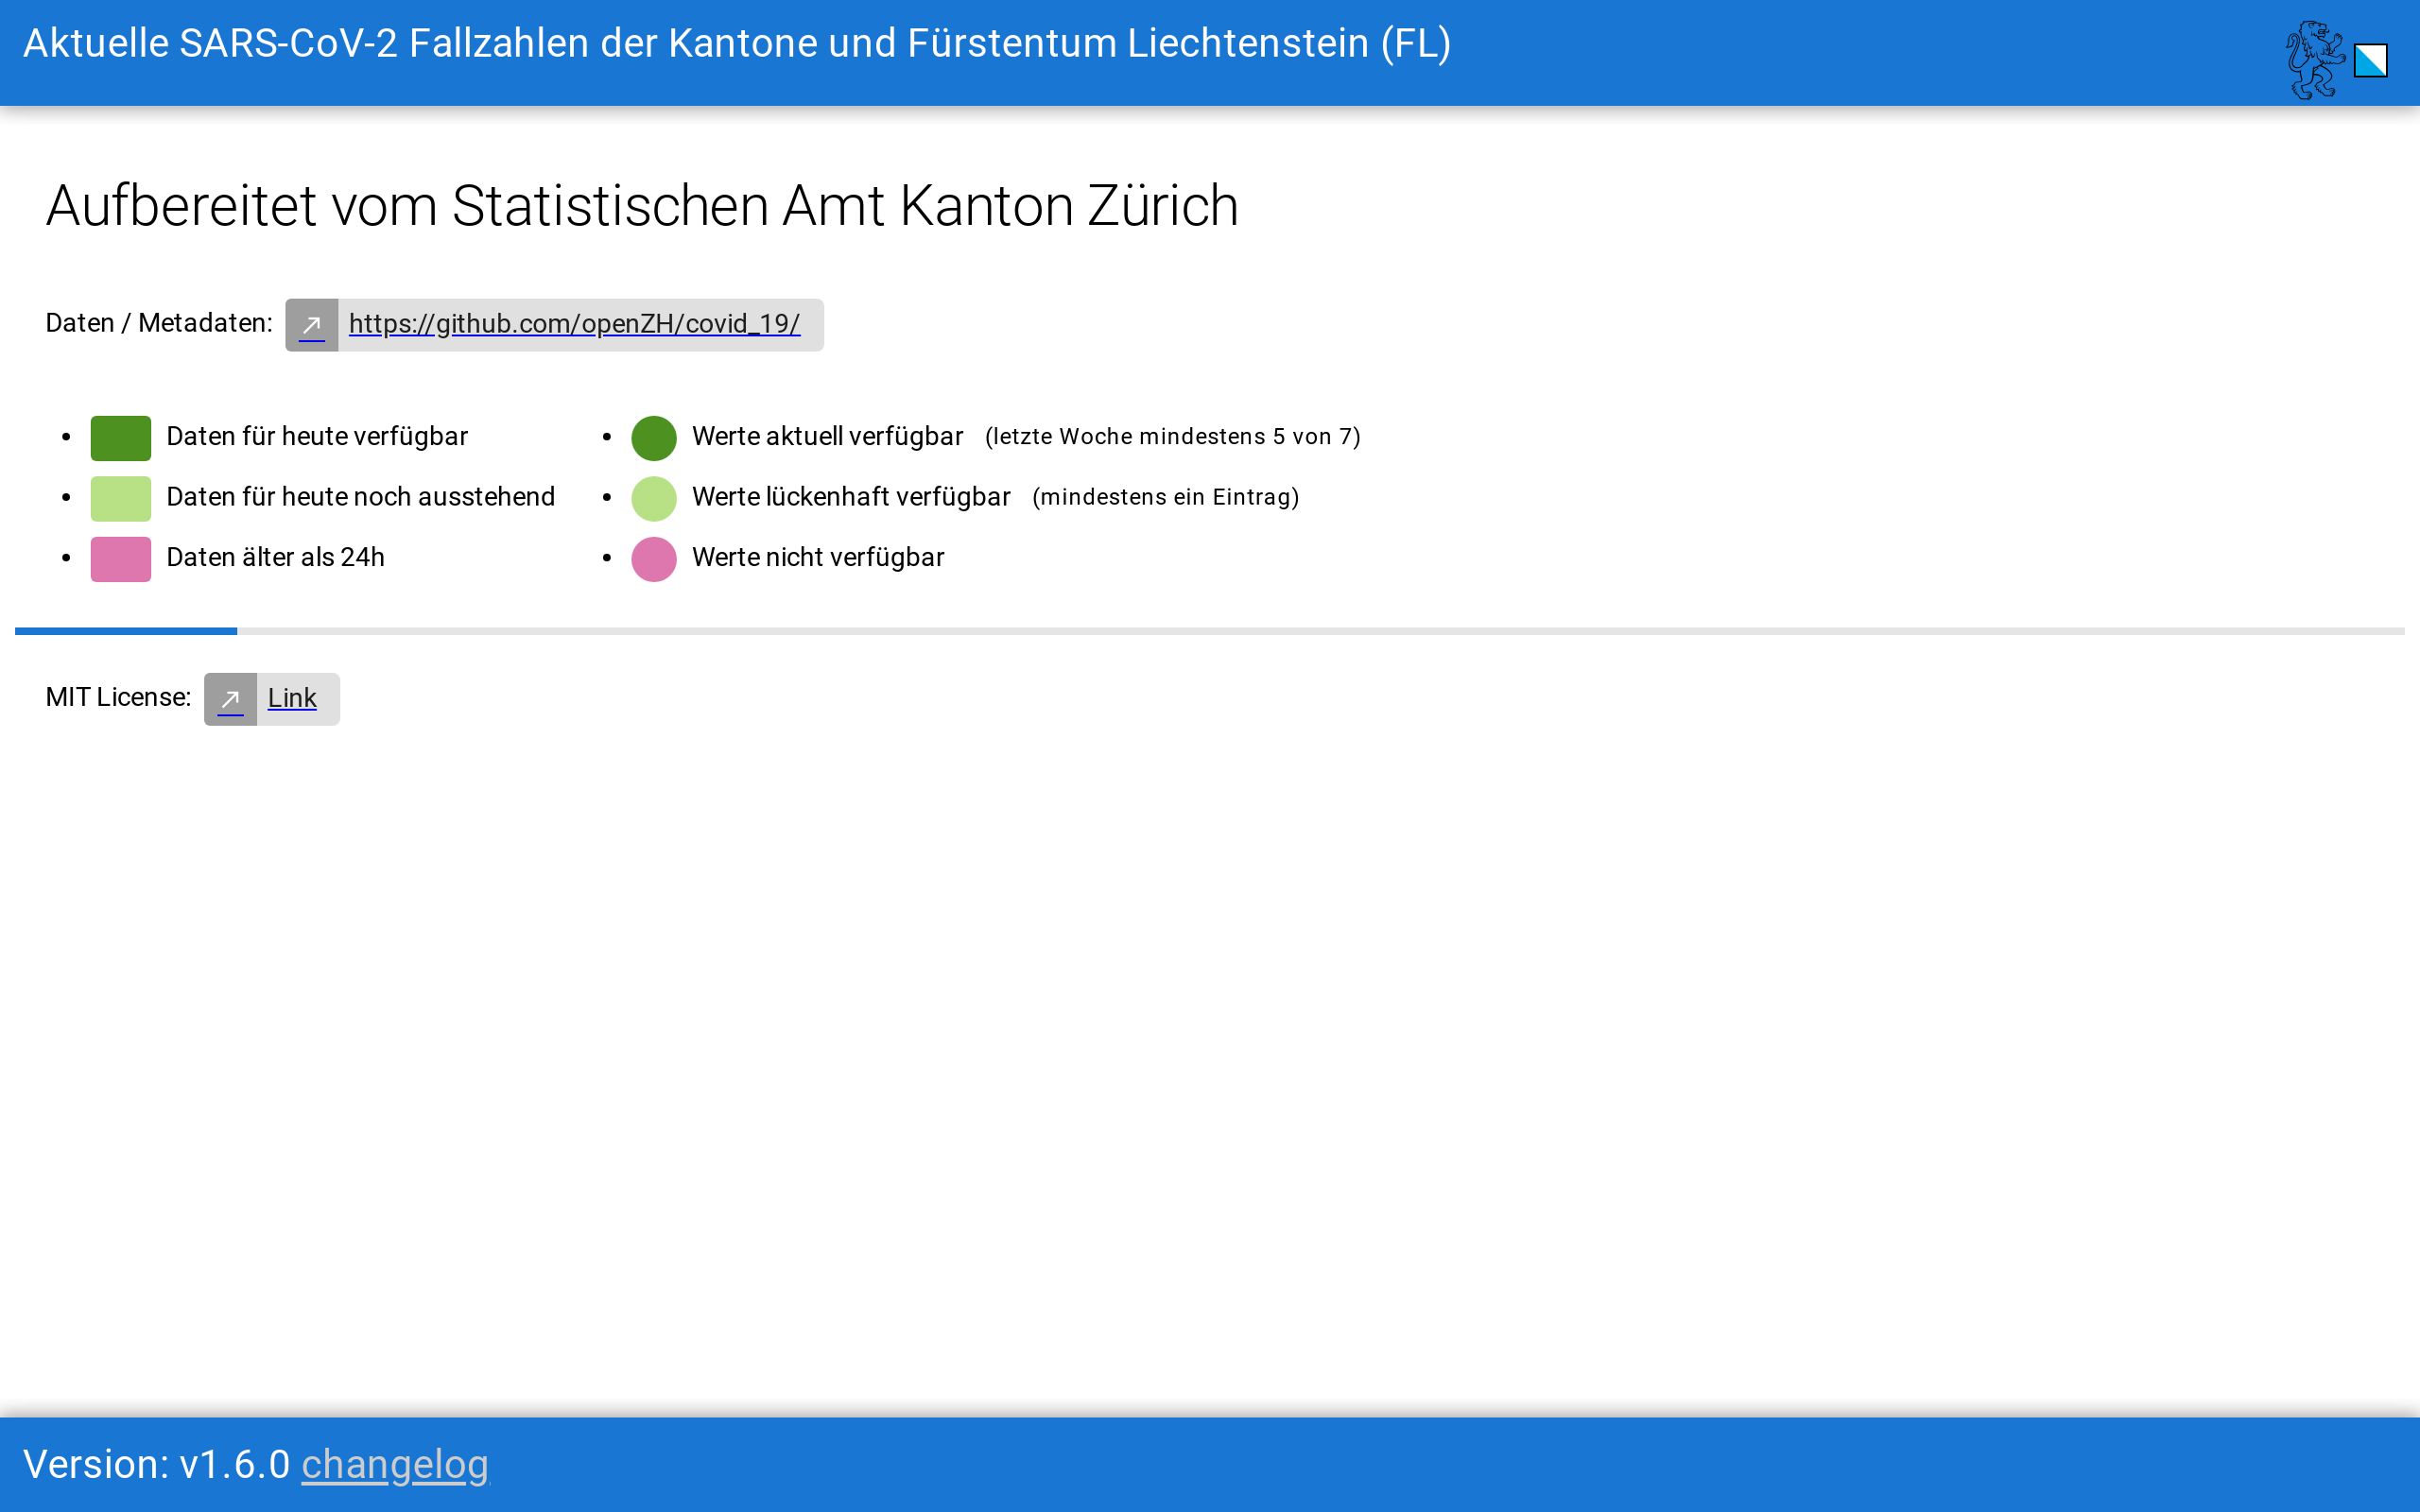 Aktuelle SARS-CoV-2 Fallzahlen der Kantone und Fürstentum Liechtenstein (FL)
Aufbereitet vom Statistischen Amt Kanton Zürich
Daten / Metadaten: https://github.com/openZH/covid_19/
Daten für heute verfügbar
Daten für heute noch ausstehend
Daten älter als 24h
Werte aktuell verfügbar (letzte Woche mindestens 5 von 7)
Werte lückenhaft verfügbar (mindestens ein Eintrag)
Werte nicht verfügbar
MIT License: Link
Version: v1.6.0 changelog